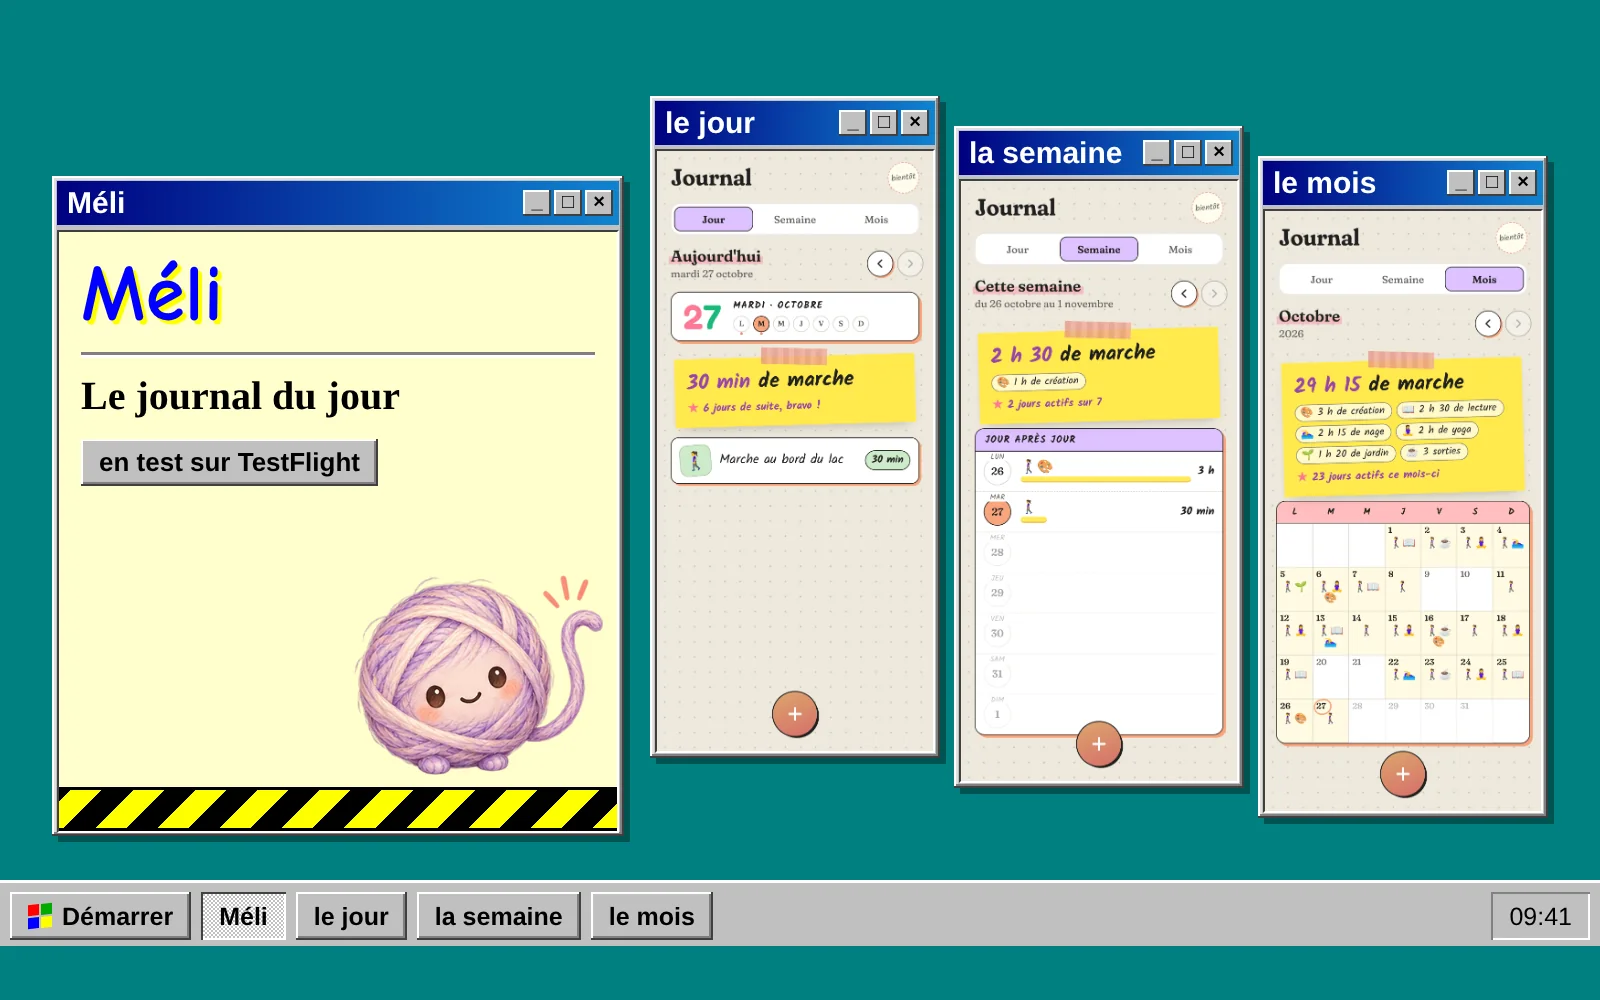 Méli
Méli
Le journal du jour
en test sur TestFlight
le jour
Journal
bientôt
Jour Semaine Mois
Aujourd'hui
mardi 27 octobre
27
MARDI · OCTOBRE
L M M J V S D
30 min de marche
★ 6 jours de suite, bravo !
Marche au bord du lac 30 min
+
la semaine
Journal
bientôt
Jour Semaine Mois
Cette semaine
du 26 octobre au 1 novembre
2 h 30 de marche
1 h de création
★ 2 jours actifs sur 7
JOUR APRÈS JOUR
LUN
26 3 h
MAR
27 30 min
MER
28
JEU
29
VEN
30
SAM
31
DIM
1
+
le mois
Journal
bientôt
Jour Semaine Mois
Octobre
2026
29 h 15 de marche
3 h de création 2 h 30 de lecture
2 h 15 de nage 2 h de yoga
1 h 20 de jardin 3 sorties
★ 23 jours actifs ce mois-ci
L M M J V S D
1 2 3 4
5 6 7 8 9 10 11
12 13 14 15 16 17 18
19 20 21 22 23 24 25
26 27 28 29 30 31
+
Démarrer Méli le jour la semaine le mois 09:41